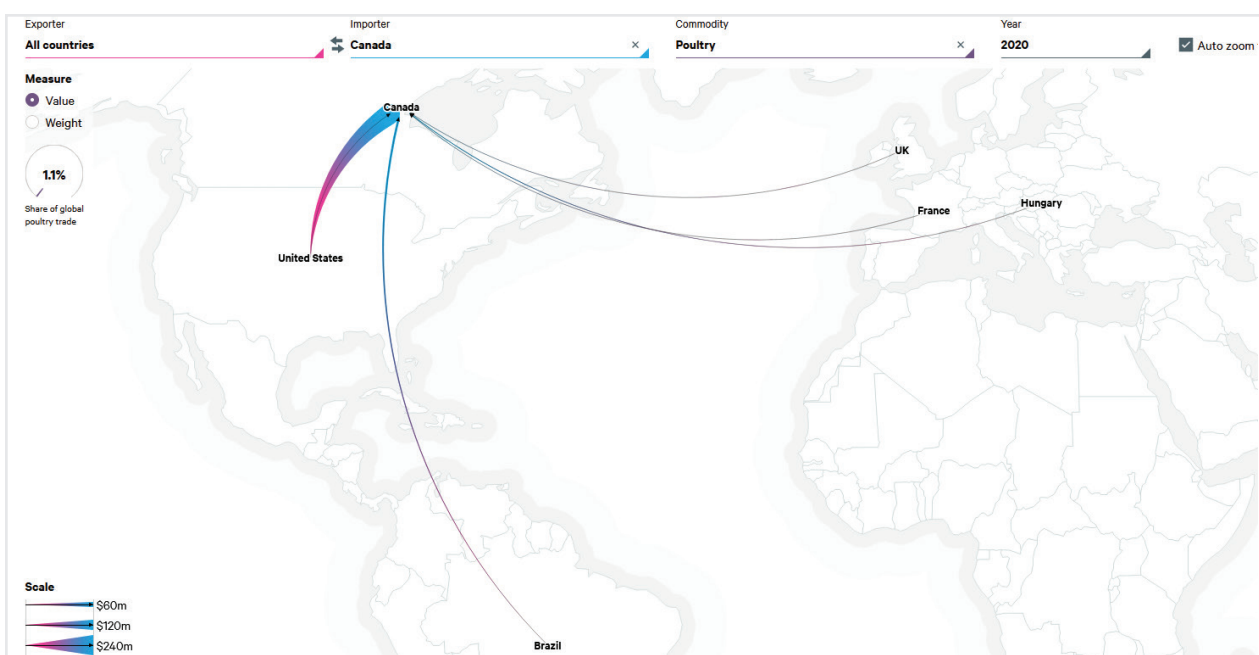 Exporter
Importer
Commodity
Year
All countries
Canada ×
Poultry ×
2020
Auto zoom
Measure
Value
Weight
1.1%
Share of global
poultry trade
Canada
UK
France
Hungary
United States
Brazil
Scale
$60m
$120m
$240m